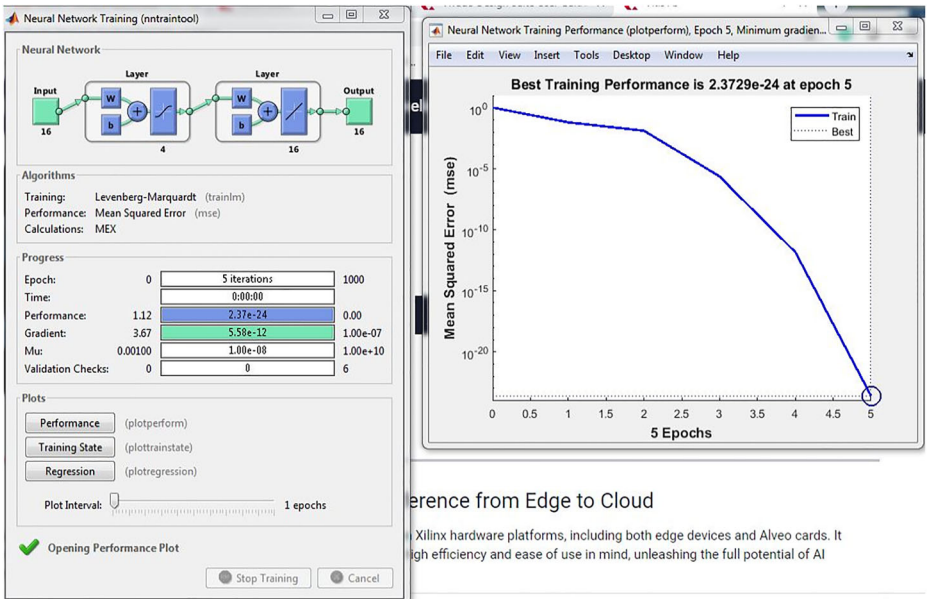 Neural Network Training (nntraintool)
Neural Network
Layer
Layer
Input
W
W
Output
b
b
16
4
16
16
Algorithms
Training: Levenberg-Marquardt (trainlm)
Performance: Mean Squared Error (mse)
Calculations: MEX
Progress
Epoch: 0 5 iterations 1000
Time: 0:00:00
Performance: 1.12 2.37e-24 0.00
Gradient: 3.67 5.58e-12 1.00e-07
Mu: 0.00100 1.00e-08 1.00e+10
Validation Checks: 0 0 6
Plots
Performance (plotperform)
Training State (plottrainstate)
Regression (plotregression)
Plot Interval: 1 epochs
Opening Performance Plot
Stop Training Cancel
Neural Network Training Performance (plotperform), Epoch 5, Minimum gradien...
File Edit View Insert Tools Desktop Window Help
Best Training Performance is 2.3729e-24 at epoch 5
Train
Best
Mean Squared Error (mse)
10^0
10^-5
10^-10
10^-15
10^-20
0 0.5 1 1.5 2 2.5 3 3.5 4 4.5 5
5 Epochs
erence from Edge to Cloud
Xilinx hardware platforms, including both edge devices and Alveo cards. It
igh efficiency and ease of use in mind, unleashing the full potential of AI